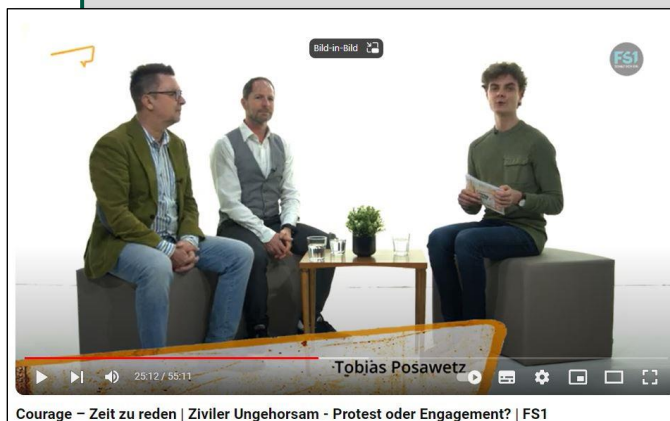 Bild-in-Bild
FS1
Tobias Posawetz
25:12 / 55:11
Courage – Zeit zu reden | Ziviler Ungehorsam - Protest oder Engagement? | FS1